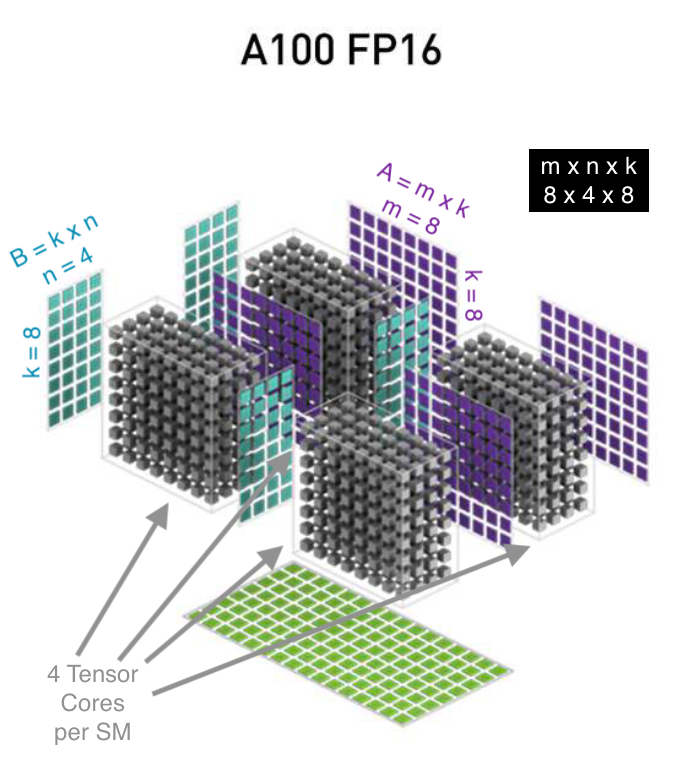 A100 FP16
m x n x k
8 x 4 x 8
A = m x k
m = 8
B = k x n
n = 4
k = 8
k = 8
4 Tensor
Cores
per SM